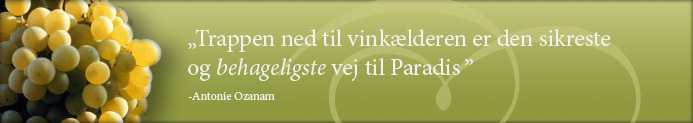 „Trappen ned til vinkælderen er den sikreste
og behageligste vej til Paradis ”
-Antonie Ozanam